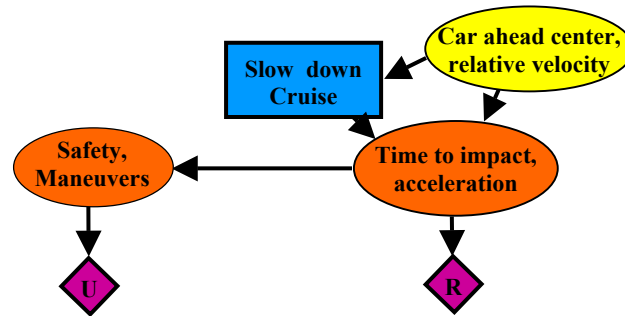 Car ahead center,
relative velocity
Slow down
Cruise
Safety,
Maneuvers
Time to impact,
acceleration
U
R